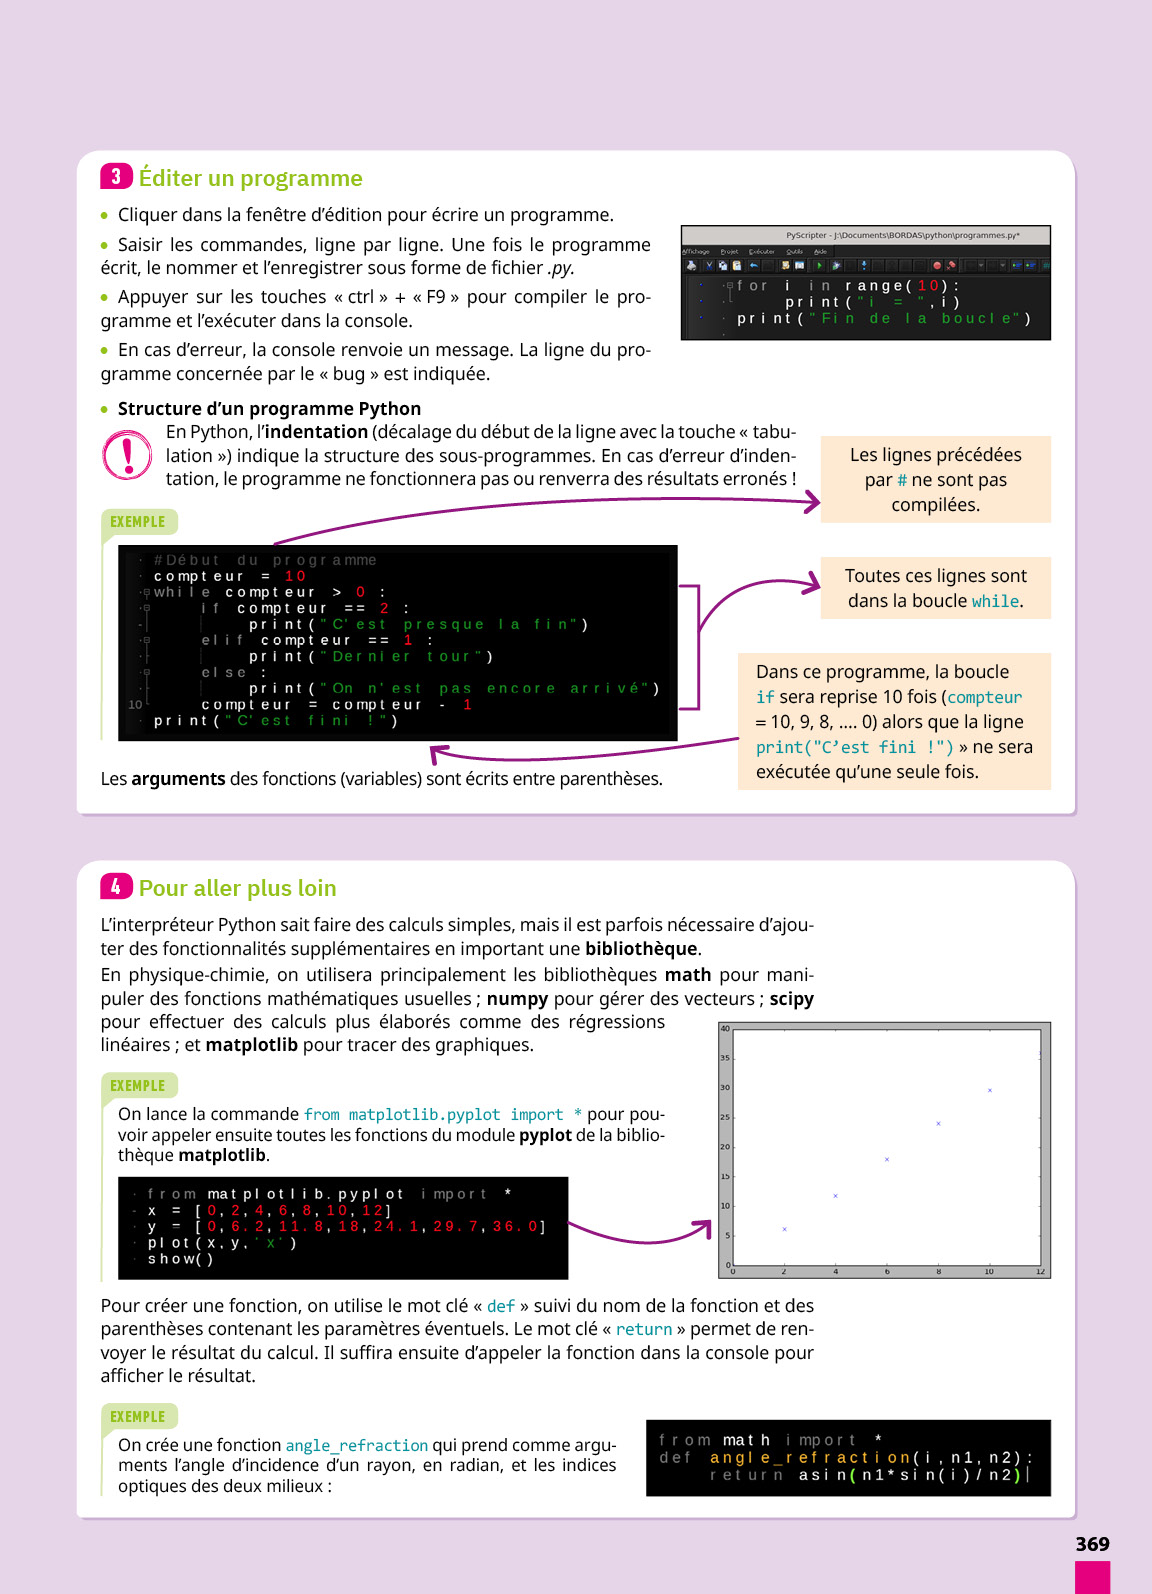 3 Éditer un programme
• Cliquer dans la fenêtre d’édition pour écrire un programme.
• Saisir les commandes, ligne par ligne. Une fois le programme
écrit, le nommer et l’enregistrer sous forme de fichier .py.
• Appuyer sur les touches « ctrl » + « F9 » pour compiler le pro-
gramme et l’exécuter dans la console.
• En cas d’erreur, la console renvoie un message. La ligne du pro-
gramme concernée par le « bug » est indiquée.
PyScripter - J:\Documents\BORDAS\python\programmes.py*
Affichage Projet Exécuter Outils Aide
for i in range(10):
print("i = ",i)
print("Fin de la boucle")
• Structure d’un programme Python
En Python, l’indentation (décalage du début de la ligne avec la touche « tabu-
lation ») indique la structure des sous-programmes. En cas d’erreur d’inden-
tation, le programme ne fonctionnera pas ou renverra des résultats erronés !
Les lignes précédées
par # ne sont pas
compilées.
EXEMPLE
#Début du programme
compteur = 10
while compteur > 0 :
if compteur == 2 :
print("C'est presque la fin")
elif compteur == 1 :
print("Dernier tour")
else :
print("On n'est pas encore arrivé")
10 compteur = compteur - 1
print("C'est fini !")
Toutes ces lignes sont
dans la boucle while.
Dans ce programme, la boucle
if sera reprise 10 fois (compteur
= 10, 9, 8, .... 0) alors que la ligne
print("C’est fini !") » ne sera
exécutée qu’une seule fois.
Les arguments des fonctions (variables) sont écrits entre parenthèses.
4 Pour aller plus loin
L’interpréteur Python sait faire des calculs simples, mais il est parfois nécessaire d’ajou-
ter des fonctionnalités supplémentaires en important une bibliothèque.
En physique-chimie, on utilisera principalement les bibliothèques math pour mani-
puler des fonctions mathématiques usuelles ; numpy pour gérer des vecteurs ; scipy
pour effectuer des calculs plus élaborés comme des régressions
linéaires ; et matplotlib pour tracer des graphiques.
EXEMPLE
On lance la commande from matplotlib.pyplot import * pour pou-
voir appeler ensuite toutes les fonctions du module pyplot de la biblio-
thèque matplotlib.
from matplotlib.pyplot import *
x = [0,2,4,6,8,10,12]
y = [0,6.2,11.8,18,24.1,29.7,36.0]
plot(x,y,'x')
show()
40
35
30
25
20
15
10
5
0
0 2 4 6 8 10 12
Pour créer une fonction, on utilise le mot clé « def » suivi du nom de la fonction et des
parenthèses contenant les paramètres éventuels. Le mot clé « return » permet de ren-
voyer le résultat du calcul. Il suffira ensuite d’appeler la fonction dans la console pour
afficher le résultat.
EXEMPLE
On crée une fonction angle_refraction qui prend comme argu-
ments l’angle d’incidence d’un rayon, en radian, et les indices
optiques des deux milieux :
from math import *
def angle_refraction(i,n1,n2):
return asin(n1*sin(i)/n2)
369